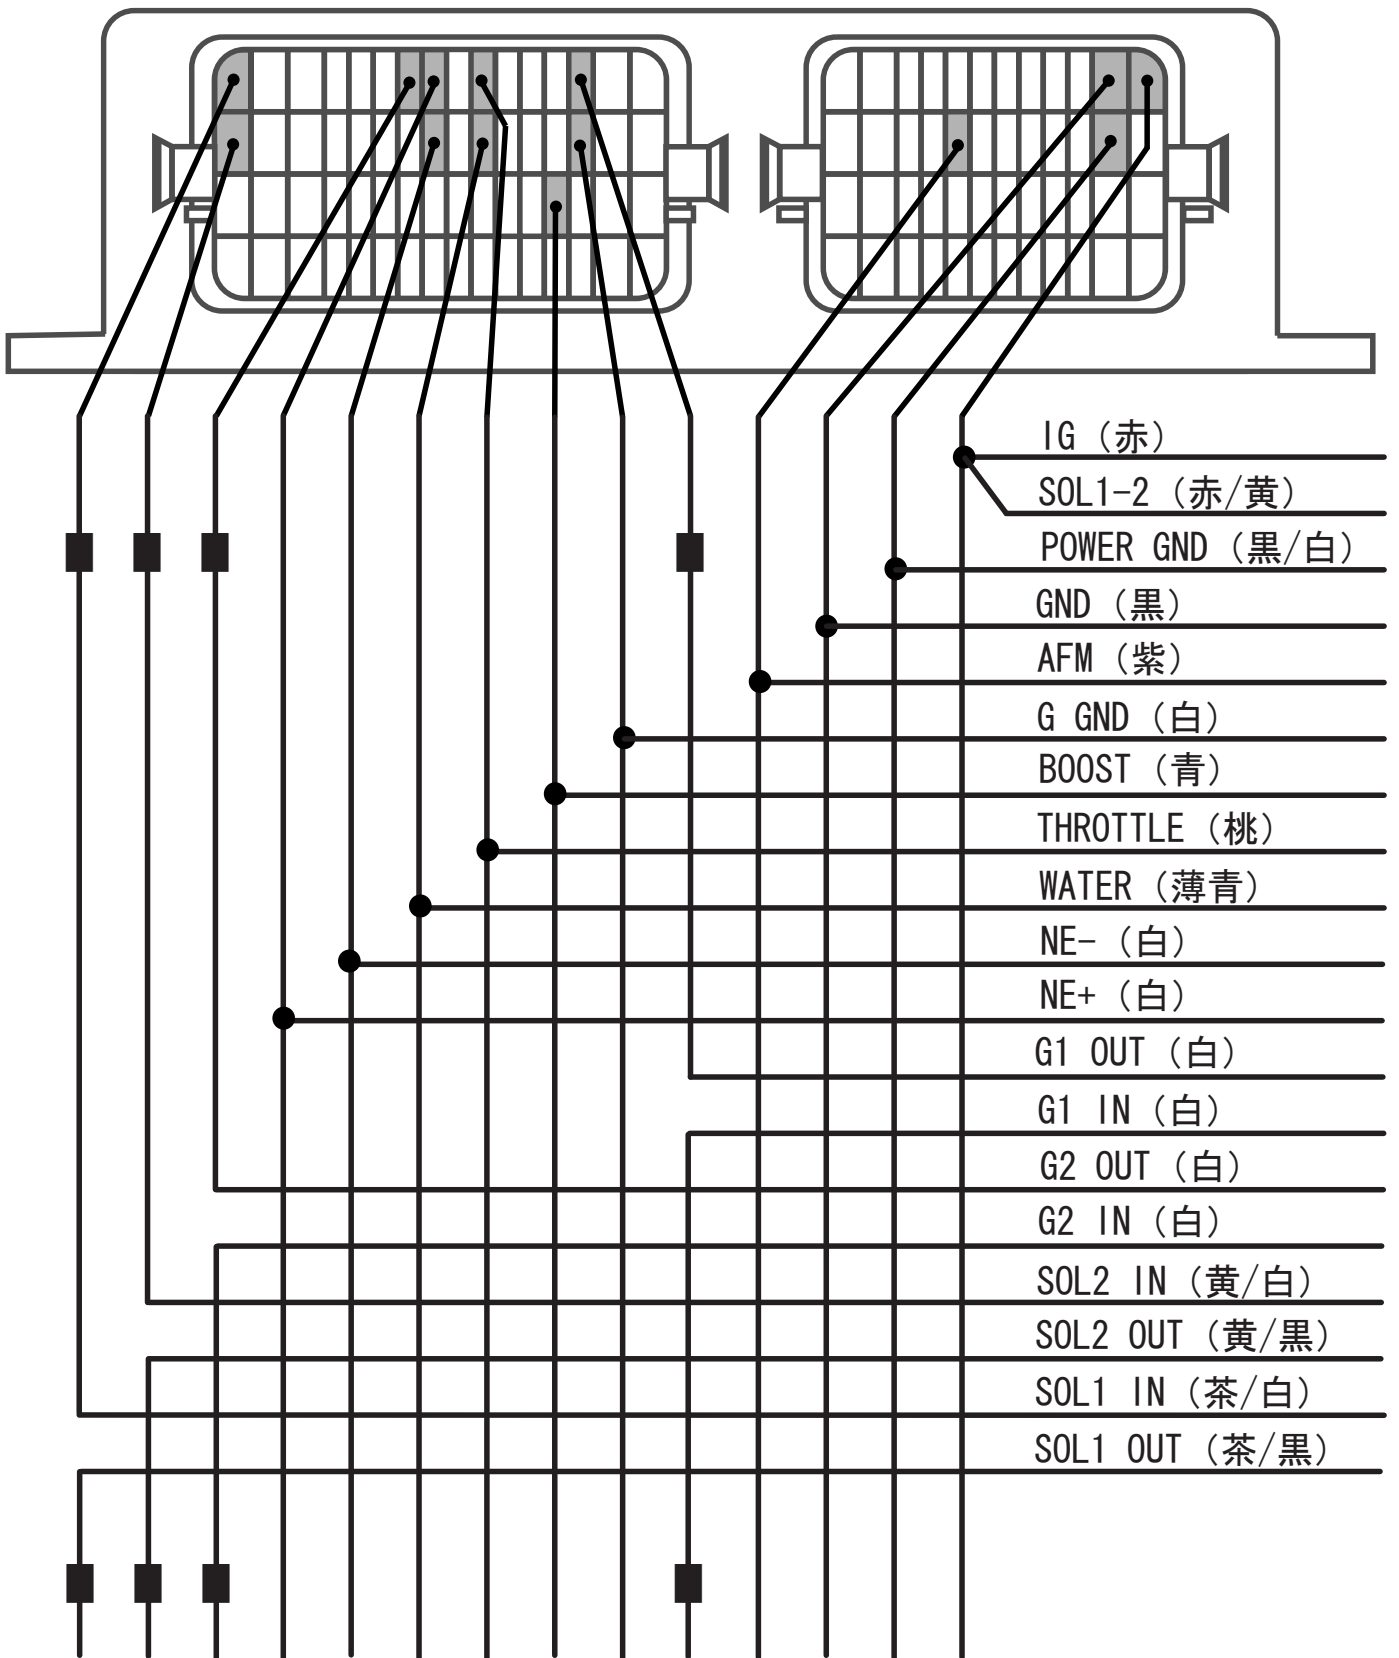 IG (赤)
SOL1-2 (赤/黄)
POWER GND (黒/白)
GND (黒)
AFM (紫)
G GND (白)
BOOST (青)
THROTTLE (桃)
WATER (薄青)
NE- (白)
NE+ (白)
G1 OUT (白)
G1 IN (白)
G2 OUT (白)
G2 IN (白)
SOL2 IN (黄/白)
SOL2 OUT (黄/黒)
SOL1 IN (茶/白)
SOL1 OUT (茶/黒)